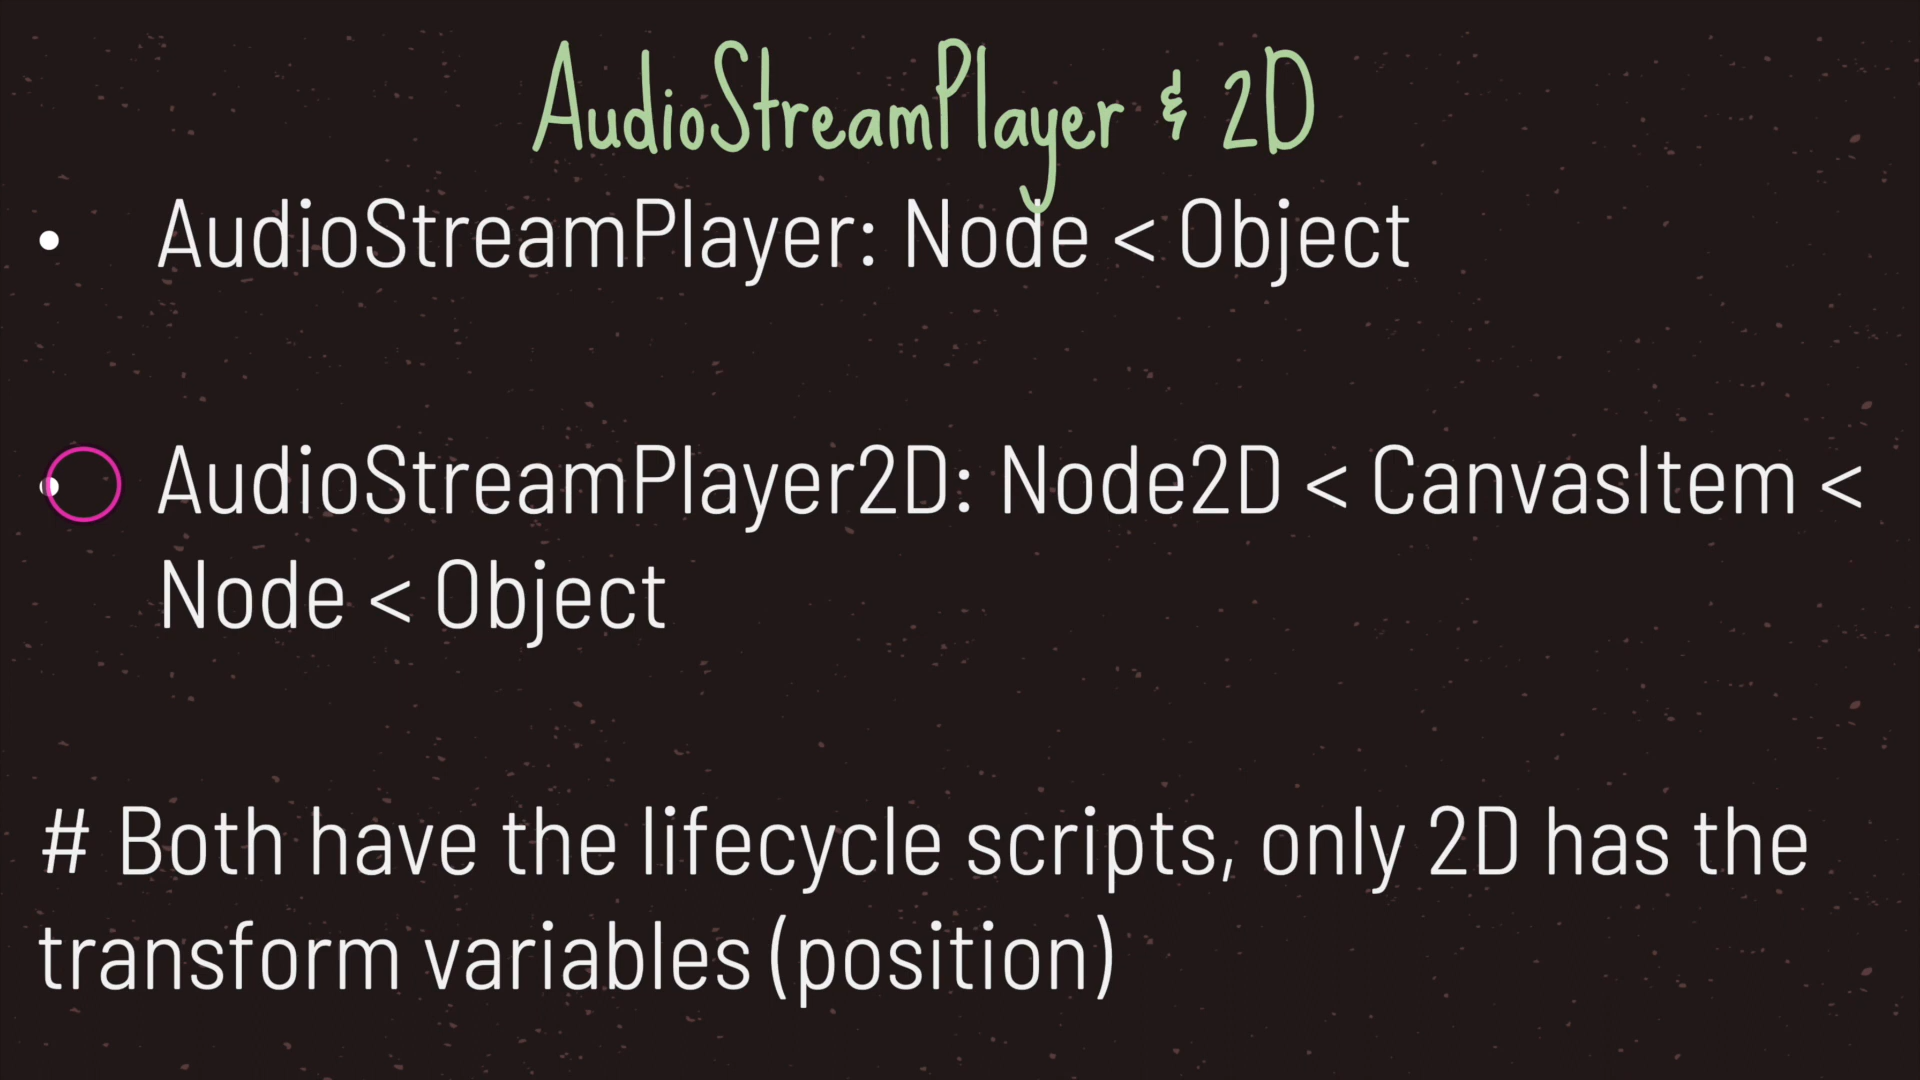 AudioStreamPlayer & 2D
• AudioStreamPlayer: Node < Object
• AudioStreamPlayer2D: Node2D < CanvasItem <
Node < Object
# Both have the lifecycle scripts, only 2D has the
transform variables (position)